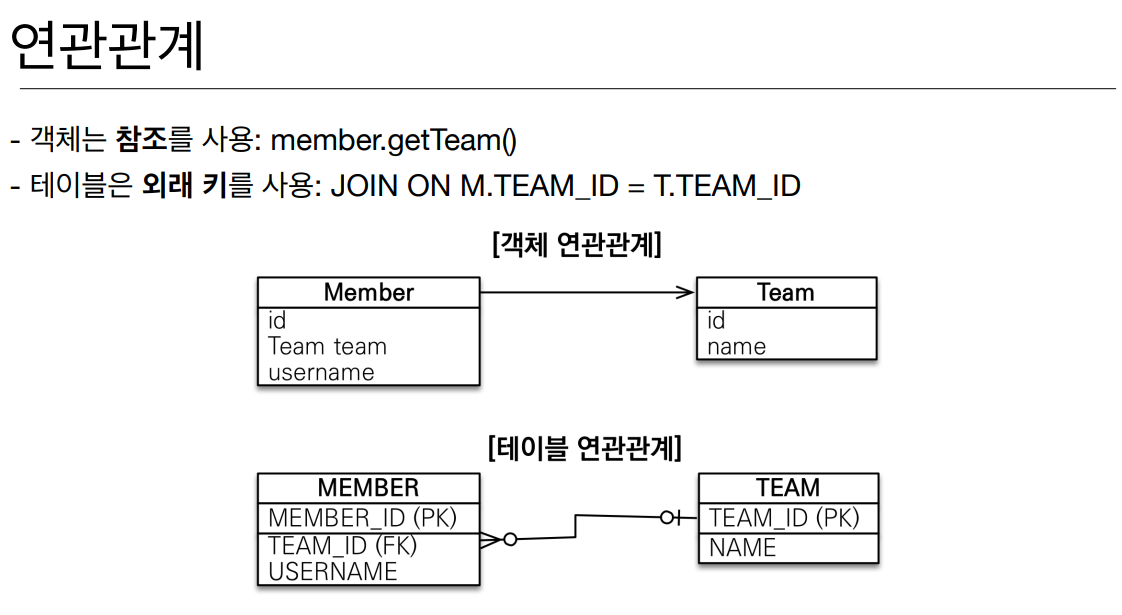 연관관계
- 객체는 참조를 사용: member.getTeam()
- 테이블은 외래 키를 사용: JOIN ON M.TEAM_ID = T.TEAM_ID
[객체 연관관계]
Member
id
Team team
username
Team
id
name
[테이블 연관관계]
MEMBER
MEMBER_ID (PK)
TEAM_ID (FK)
USERNAME
TEAM
TEAM_ID (PK)
NAME